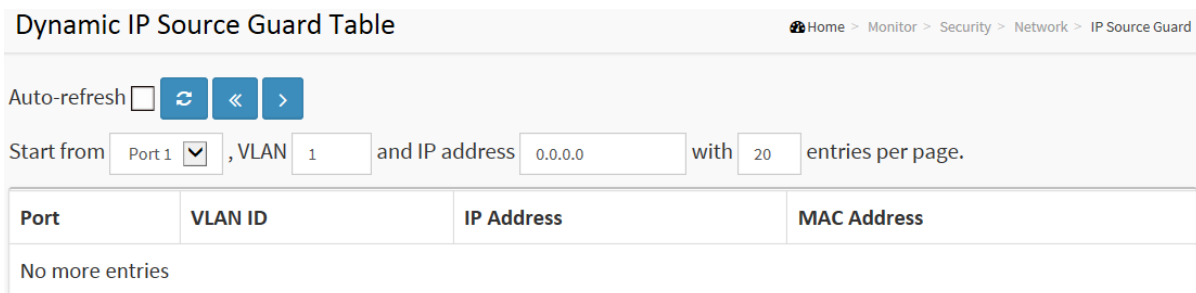 Dynamic IP Source Guard Table
Home > Monitor > Security > Network > IP Source Guard
Auto-refresh
Start from Port 1 , VLAN 1 and IP address 0.0.0.0 with 20 entries per page.
Port VLAN ID IP Address MAC Address
No more entries